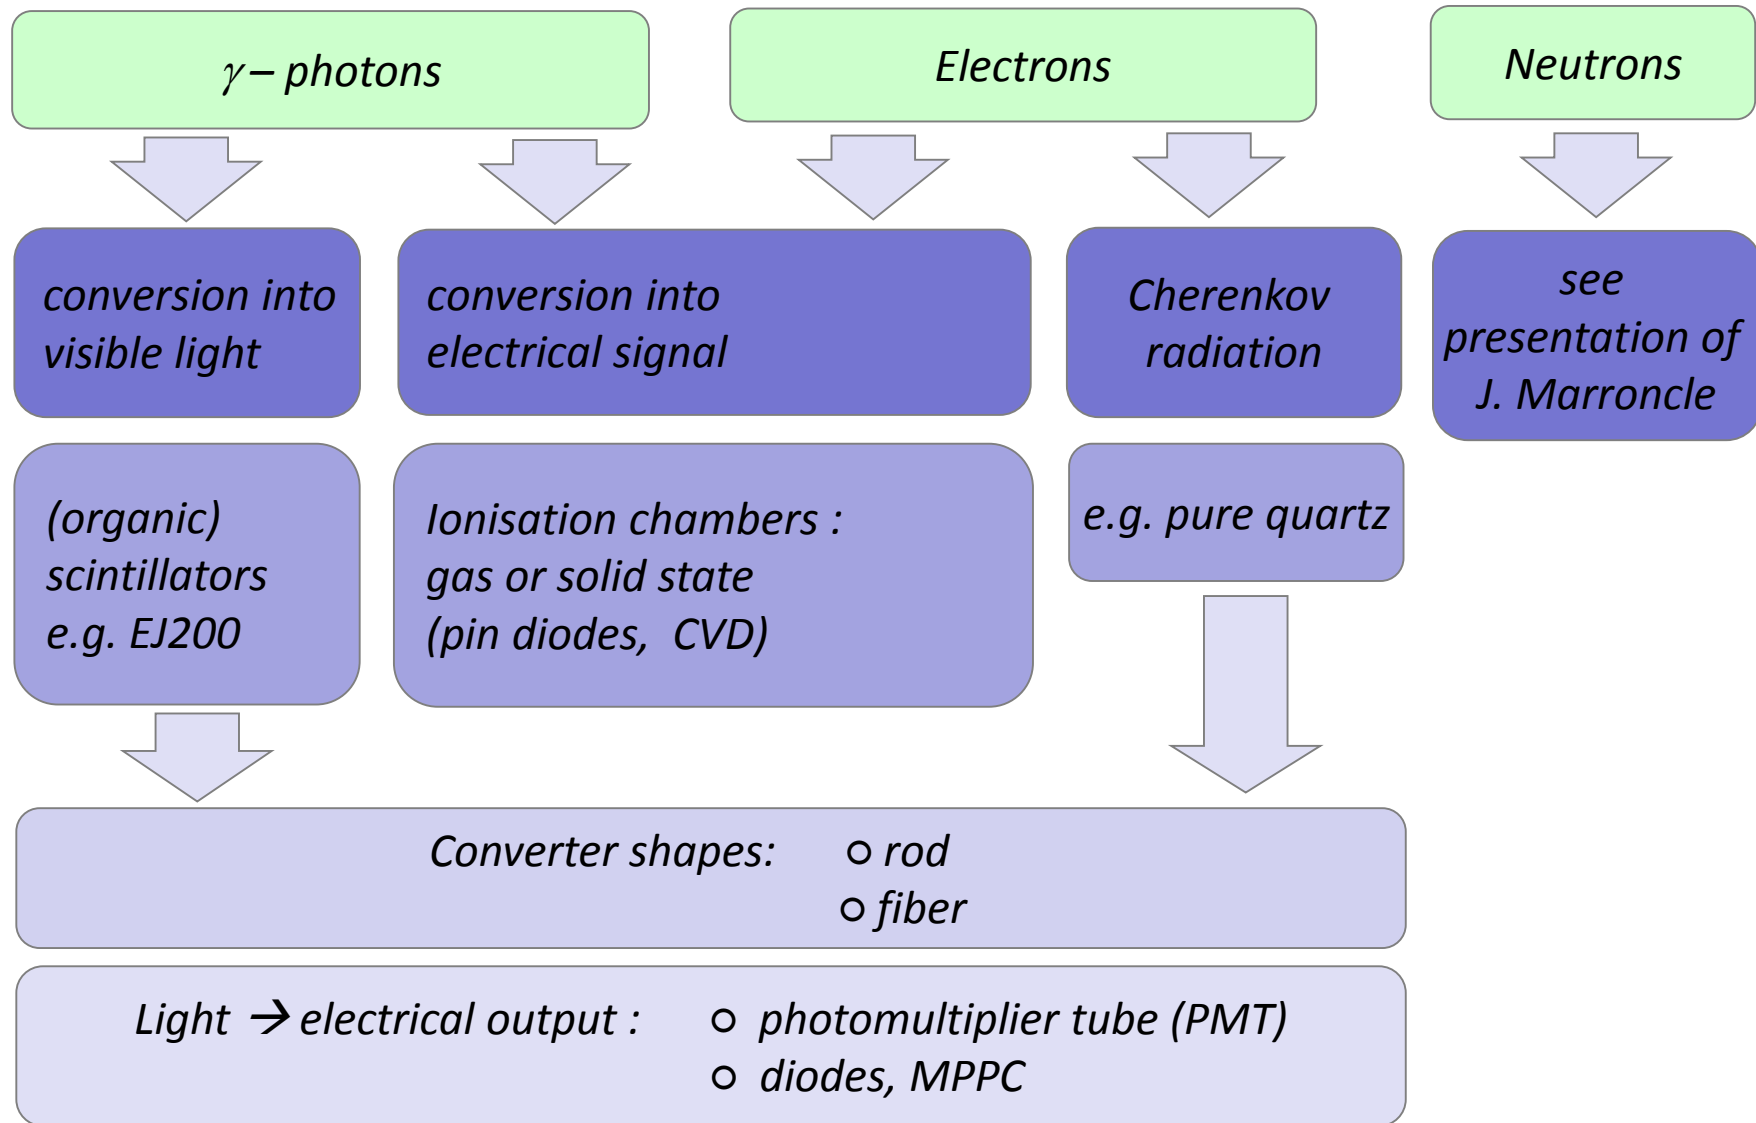 γ – photons
Electrons
Neutrons
conversion into
visible light
conversion into
electrical signal
Cherenkov
radiation
see
presentation of
J. Marroncle
(organic)
scintillators
e.g. EJ200
Ionisation chambers :
gas or solid state
(pin diodes, CVD)
e.g. pure quartz
Converter shapes: ○ rod
○ fiber
Light → electrical output : ○ photomultiplier tube (PMT)
○ diodes, MPPC